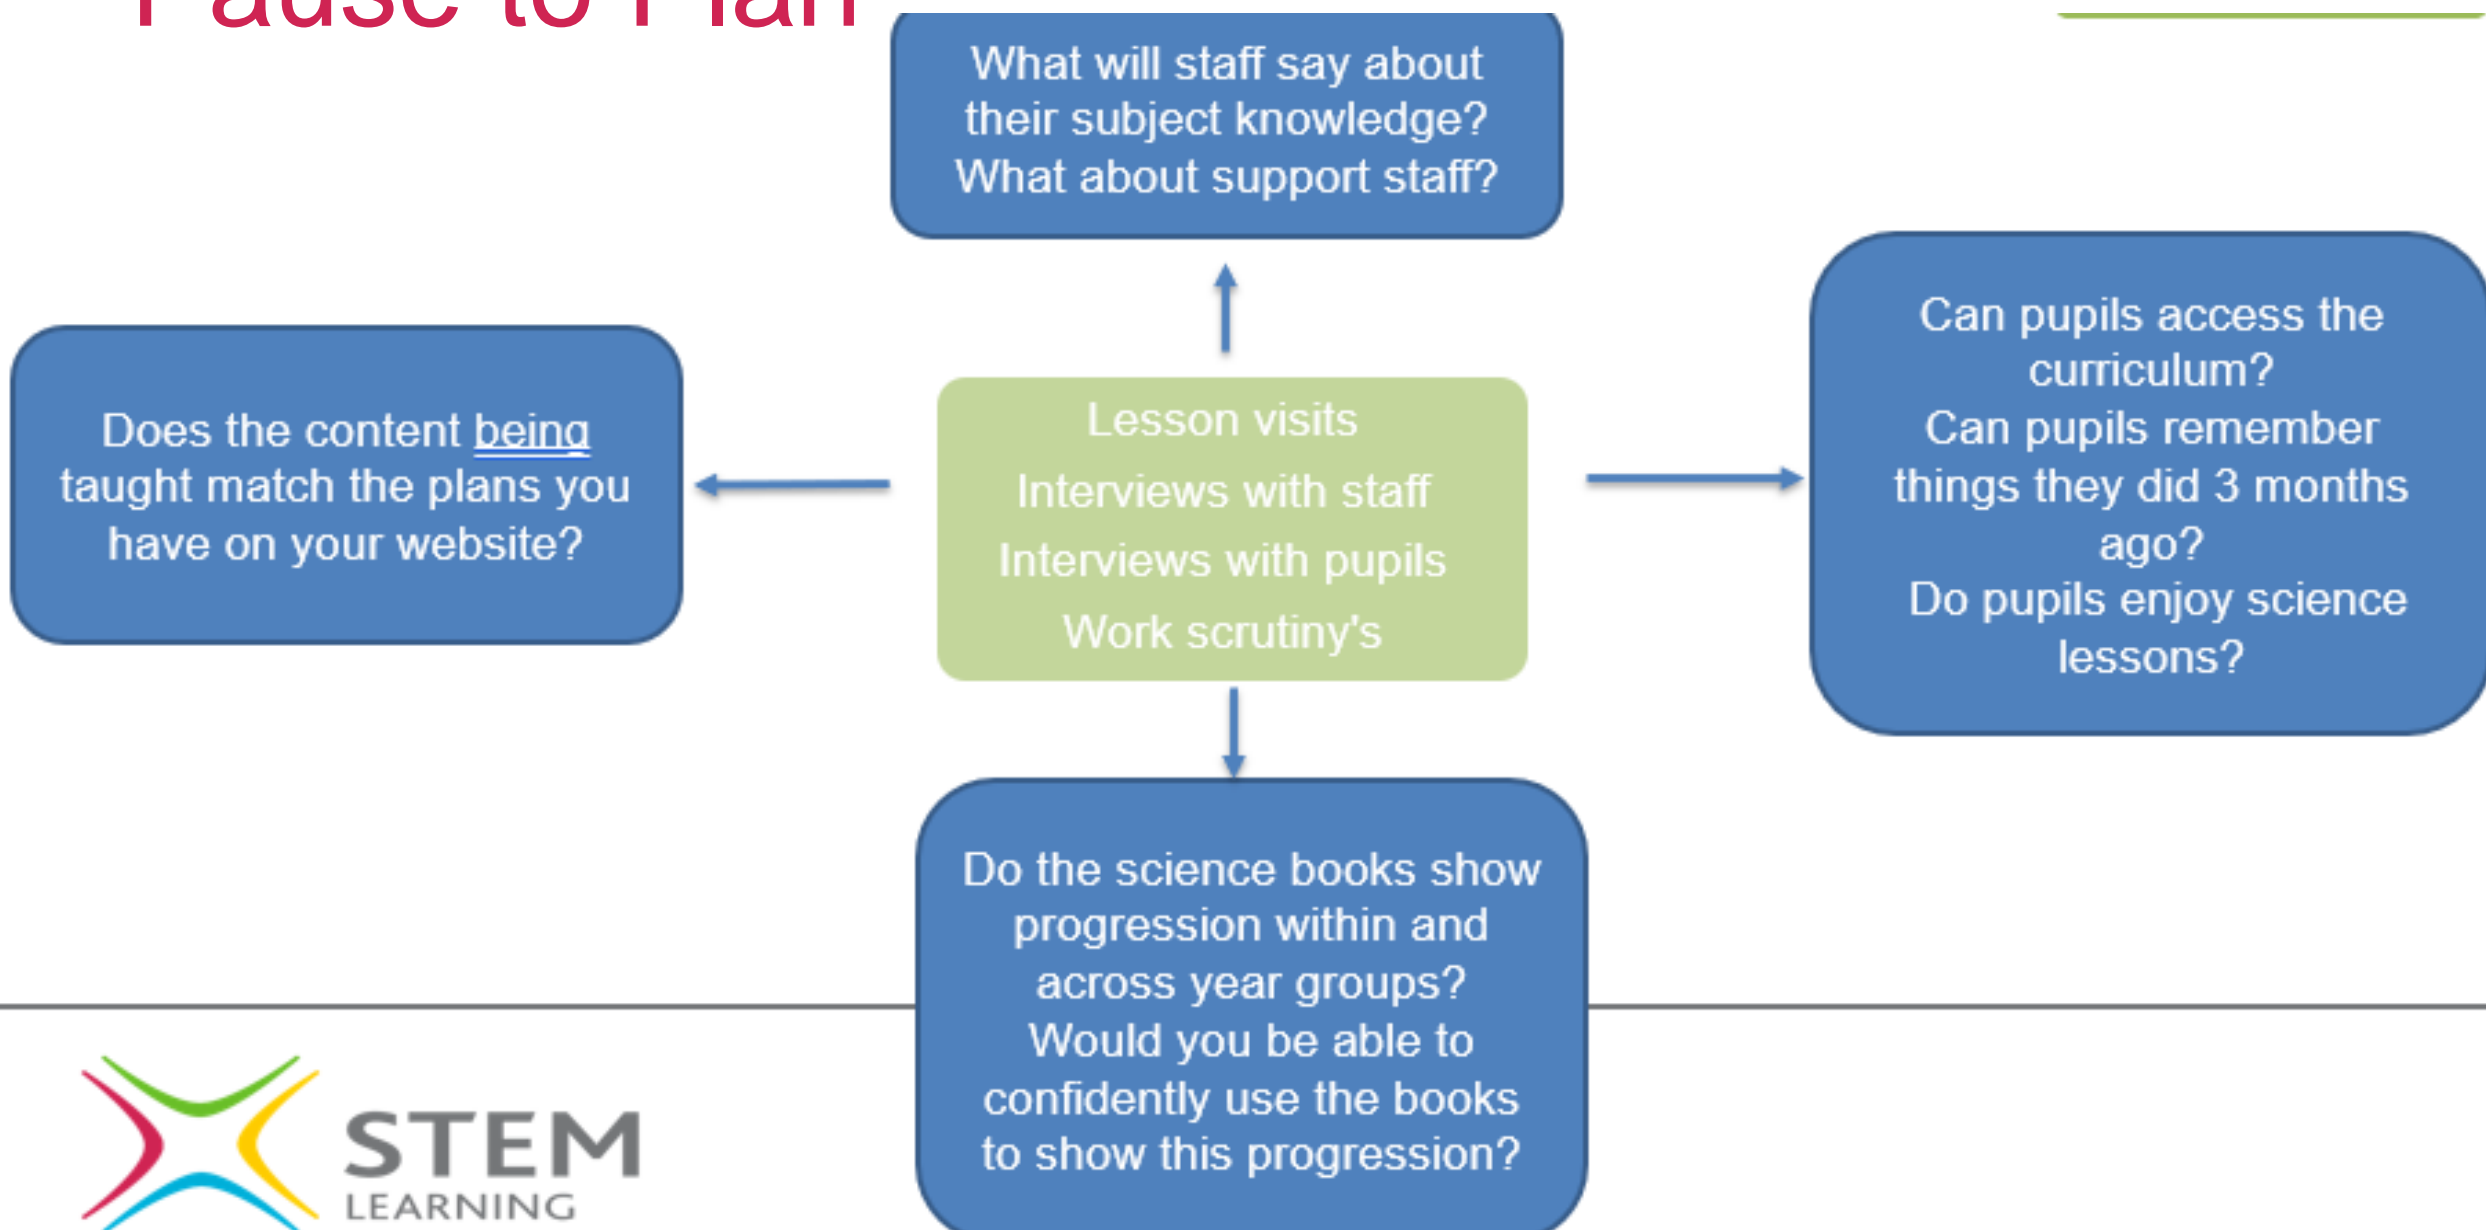 Pause to Plan
What will staff say about
their subject knowledge?
What about support staff?
Does the content being
taught match the plans you
have on your website?
Lesson visits
Interviews with staff
Interviews with pupils
Work scrutiny's
Can pupils access the
curriculum?
Can pupils remember
things they did 3 months
ago?
Do pupils enjoy science
lessons?
Do the science books show
progression within and
across year groups?
Would you be able to
confidently use the books
to show this progression?
STEM
LEARNING